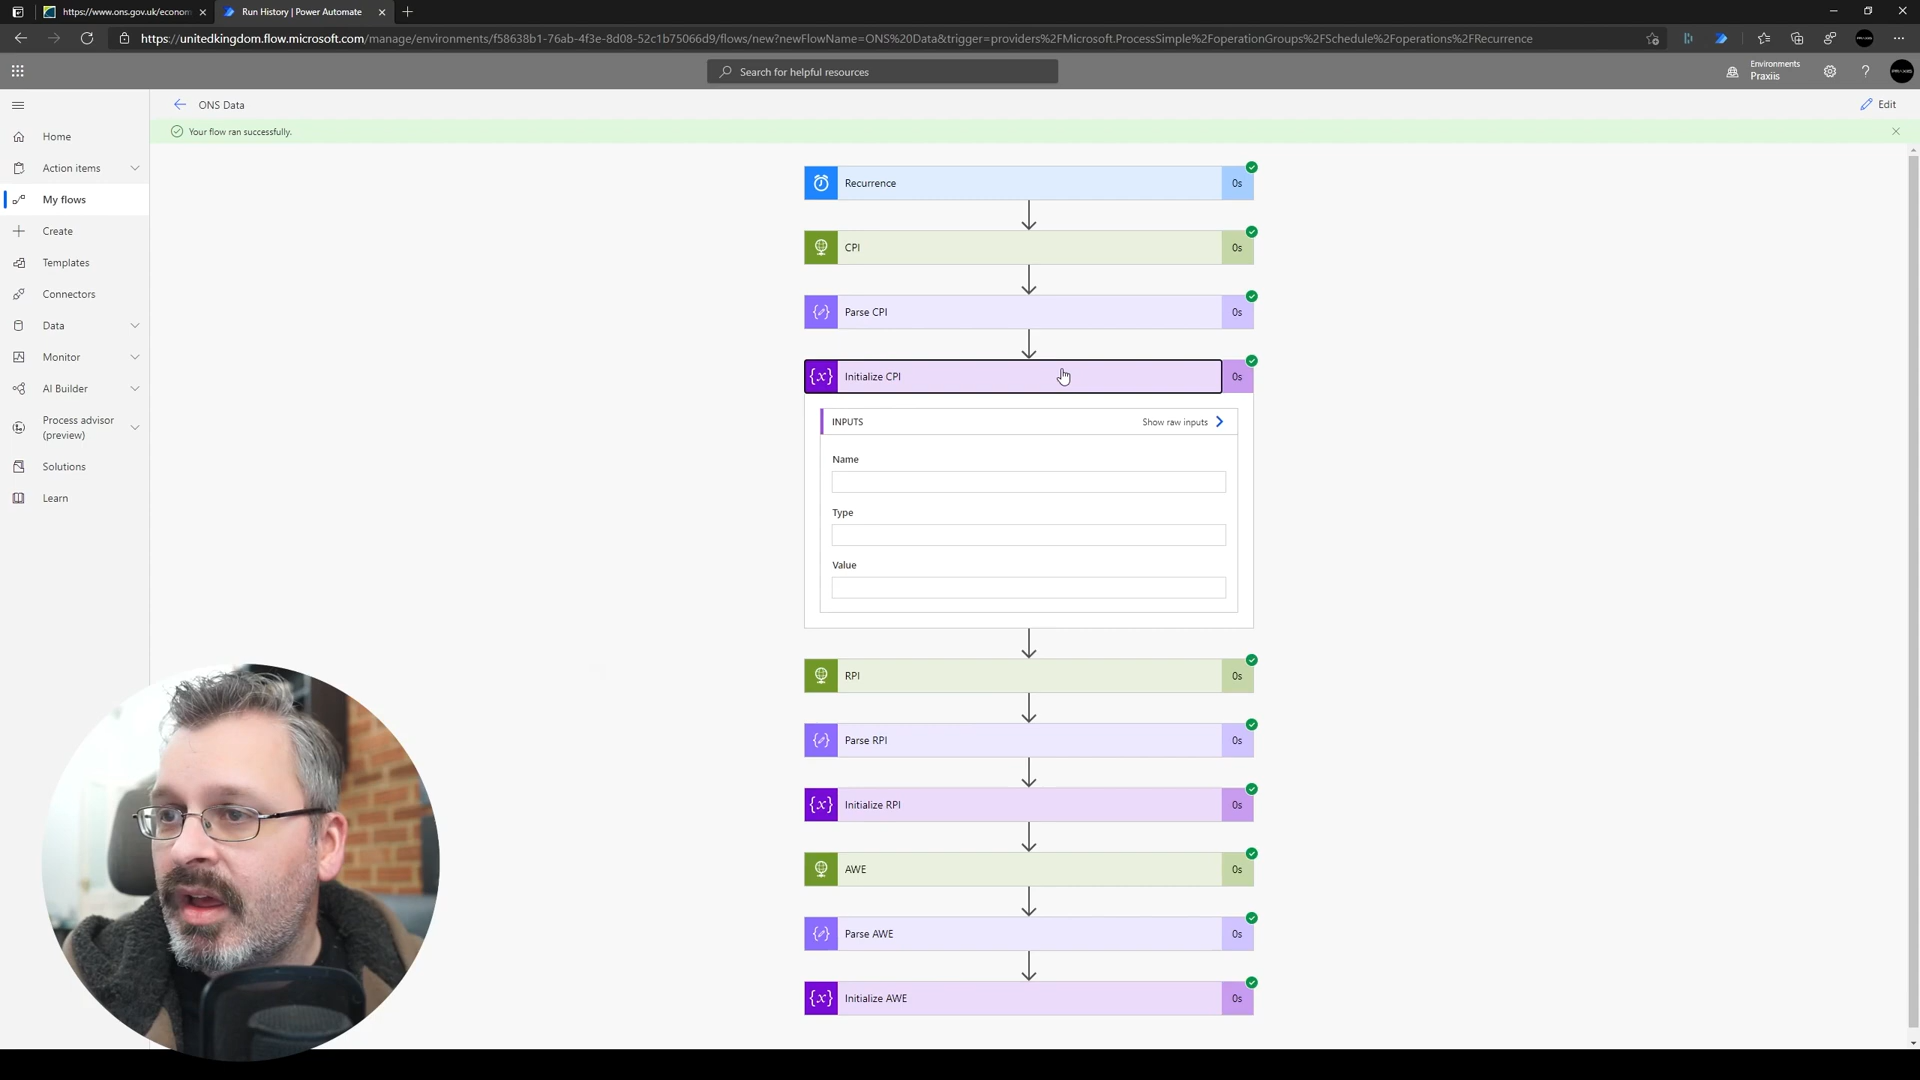 https://www.ons.gov.uk/econom
Run History | Power Automate
https://unitedkingdom.flow.microsoft.com/manage/environments/f58638b1-76ab-4f3e-8d08-52c1b75066d9/flows/new?newFlowName=ONS%20Data&trigger=providers%2FMicrosoft.ProcessSimple%2FoperationGroups%2FSchedule%2Foperations%2FRecurrence
Search for helpful resources
Environments
Praxiis
ONS Data
Edit
Your flow ran successfully.
Home
Action items
My flows
Create
Templates
Connectors
Data
Monitor
AI Builder
Process advisor
(preview)
Solutions
Learn
Recurrence 0s
CPI 0s
Parse CPI 0s
{x} Initialize CPI 0s
INPUTS Show raw inputs
Name
Type
Value
RPI 0s
Parse RPI 0s
{x} Initialize RPI 0s
AWE 0s
Parse AWE 0s
{x} Initialize AWE 0s